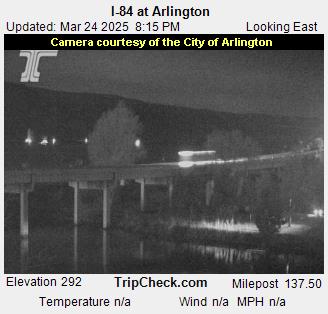 I-84 at Arlington
Updated: Mar 24 2025 8:15 PM Looking East
Camera courtesy of the City of Arlington
Elevation 292 TripCheck.com Milepost 137.50
Temperature n/a Wind n/a MPH n/a